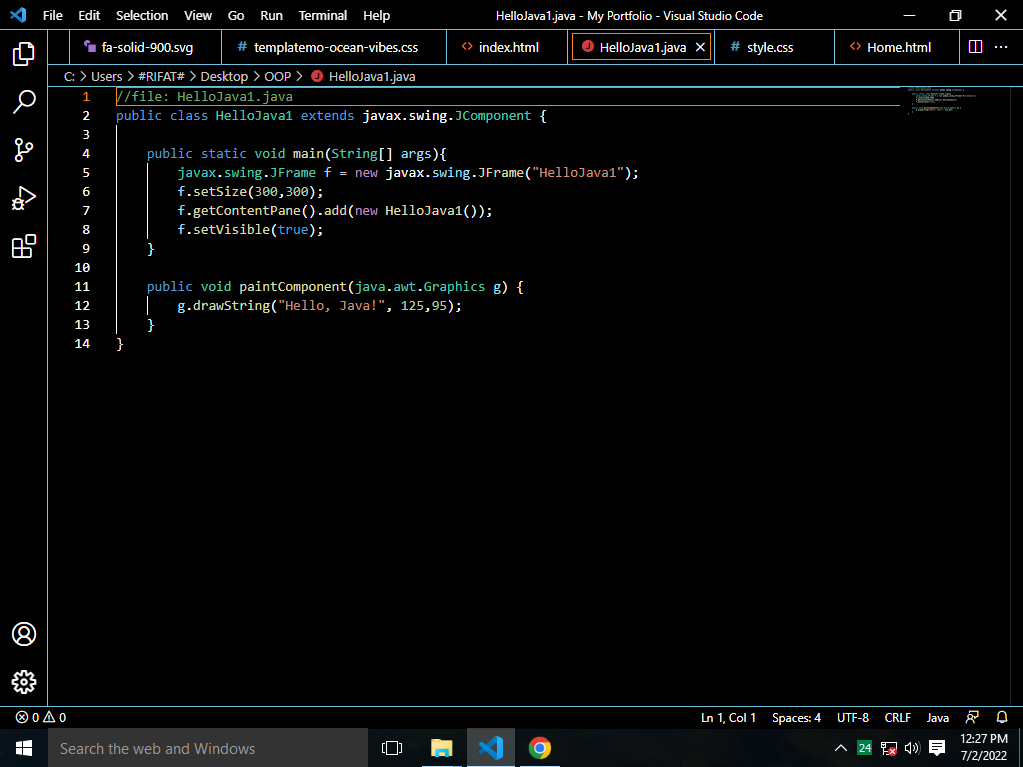 File Edit Selection View Go Run Terminal Help HelloJava1.java - My Portfolio - Visual Studio Code
fa-solid-900.svg # templatemo-ocean-vibes.css <> index.html J HelloJava1.java # style.css <> Home.html ...
C: > Users > #RIFAT# > Desktop > OOP > J HelloJava1.java
1 //file: HelloJava1.java
2 public class HelloJava1 extends javax.swing.JComponent {
3
4 public static void main(String[] args){
5 javax.swing.JFrame f = new javax.swing.JFrame("HelloJava1");
6 f.setSize(300,300);
7 f.getContentPane().add(new HelloJava1());
8 f.setVisible(true);
9 }
10
11 public void paintComponent(java.awt.Graphics g) {
12 g.drawString("Hello, Java!", 125,95);
13 }
14 }
0 0 Ln 1, Col 1 Spaces: 4 UTF-8 CRLF Java
Search the web and Windows 24 12:27 PM
7/2/2022